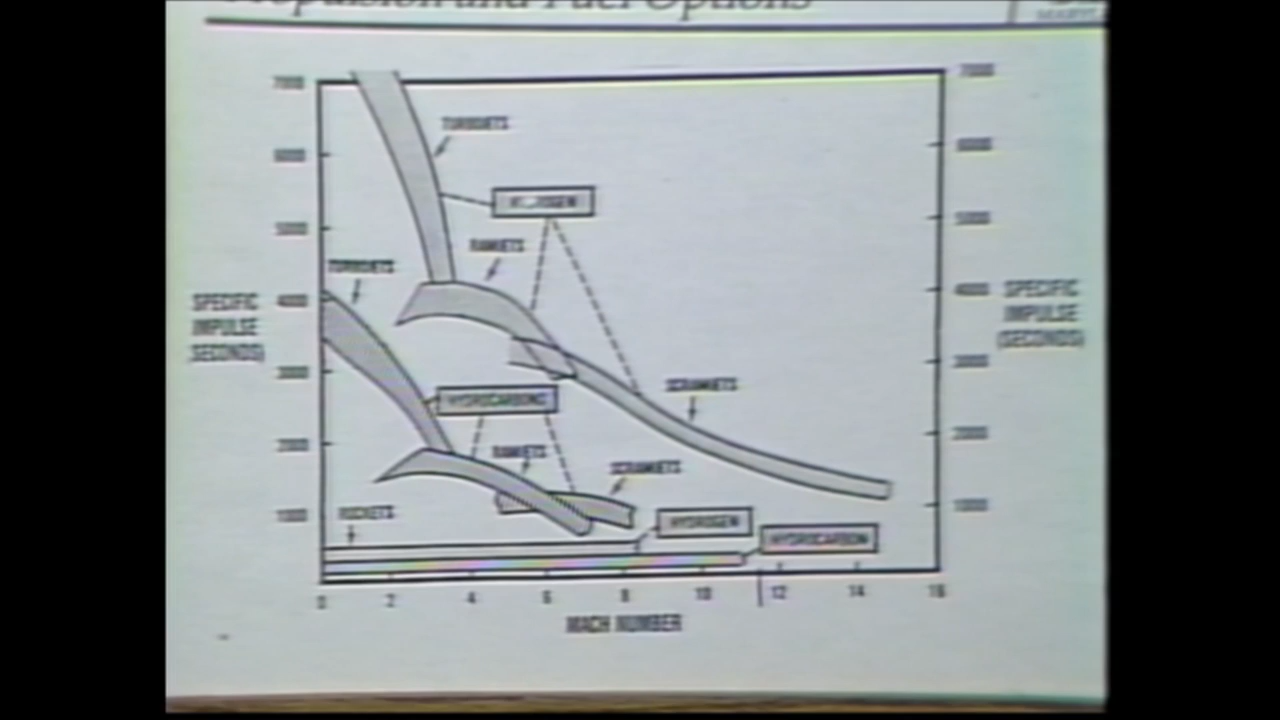 Propulsion and Fuel Options
7000
7000
TURBOJETS
6000
6000
HYDROGEN
5000
5000
RAMJETS
TURBOJETS
SPECIFIC
IMPULSE
(SECONDS)
4000
4000
SPECIFIC
IMPULSE
(SECONDS)
3000
3000
SCRAMJETS
HYDROCARBONS
2000
2000
RAMJETS
SCRAMJETS
1000
1000
ROCKETS
HYDROGEN
HYDROCARBON
0 2 4 6 8 10 12 14 16
MACH NUMBER